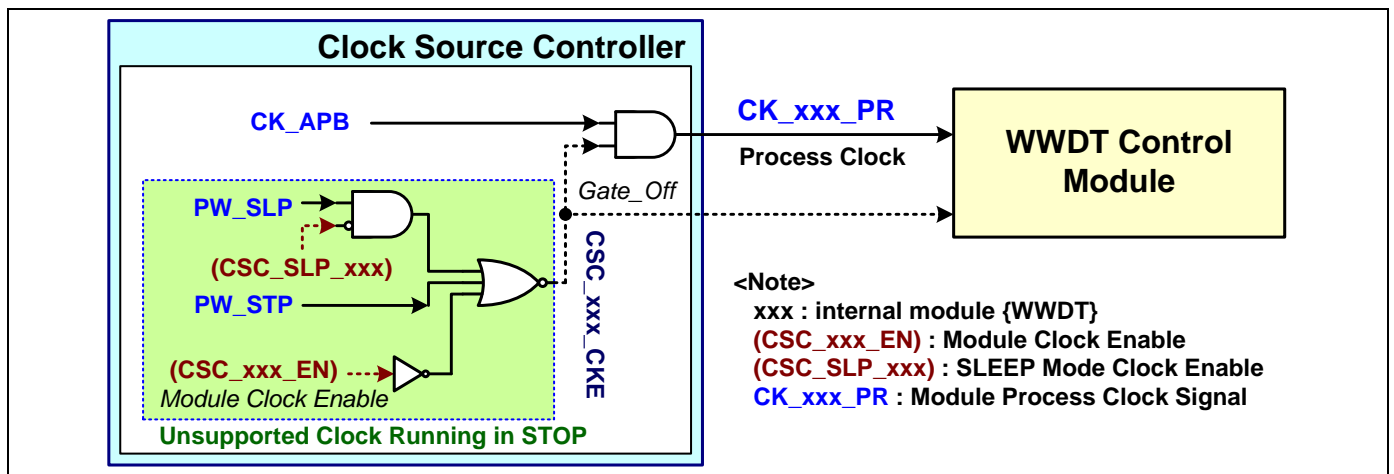 Clock Source Controller
CK_APB
CK_xxx_PR
Process Clock
WWDT Control
Module
Gate_Off
PW_SLP
(CSC_SLP_xxx)
PW_STP
CSC_xxx_CKE
(CSC_xxx_EN)
Module Clock Enable
Unsupported Clock Running in STOP
<Note>
xxx : internal module {WWDT}
(CSC_xxx_EN) : Module Clock Enable
(CSC_SLP_xxx) : SLEEP Mode Clock Enable
CK_xxx_PR : Module Process Clock Signal